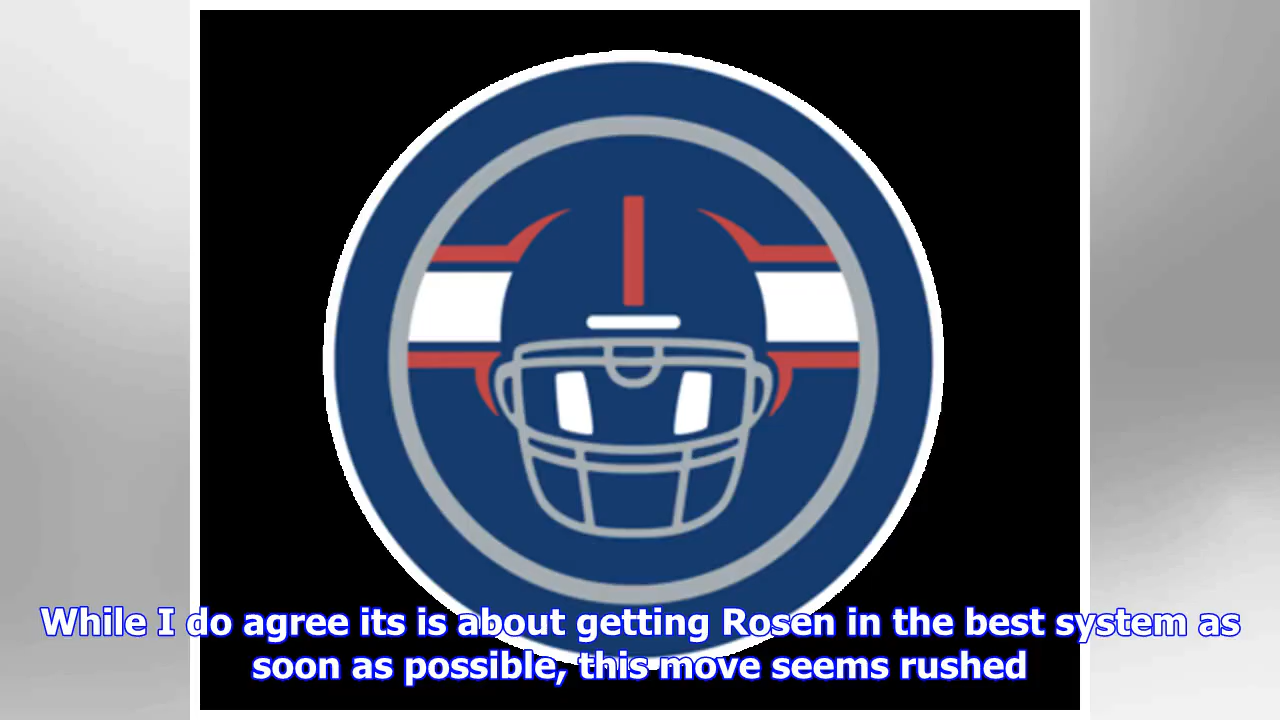 While I do agree its is about getting Rosen in the best system as
soon as possible, this move seems rushed